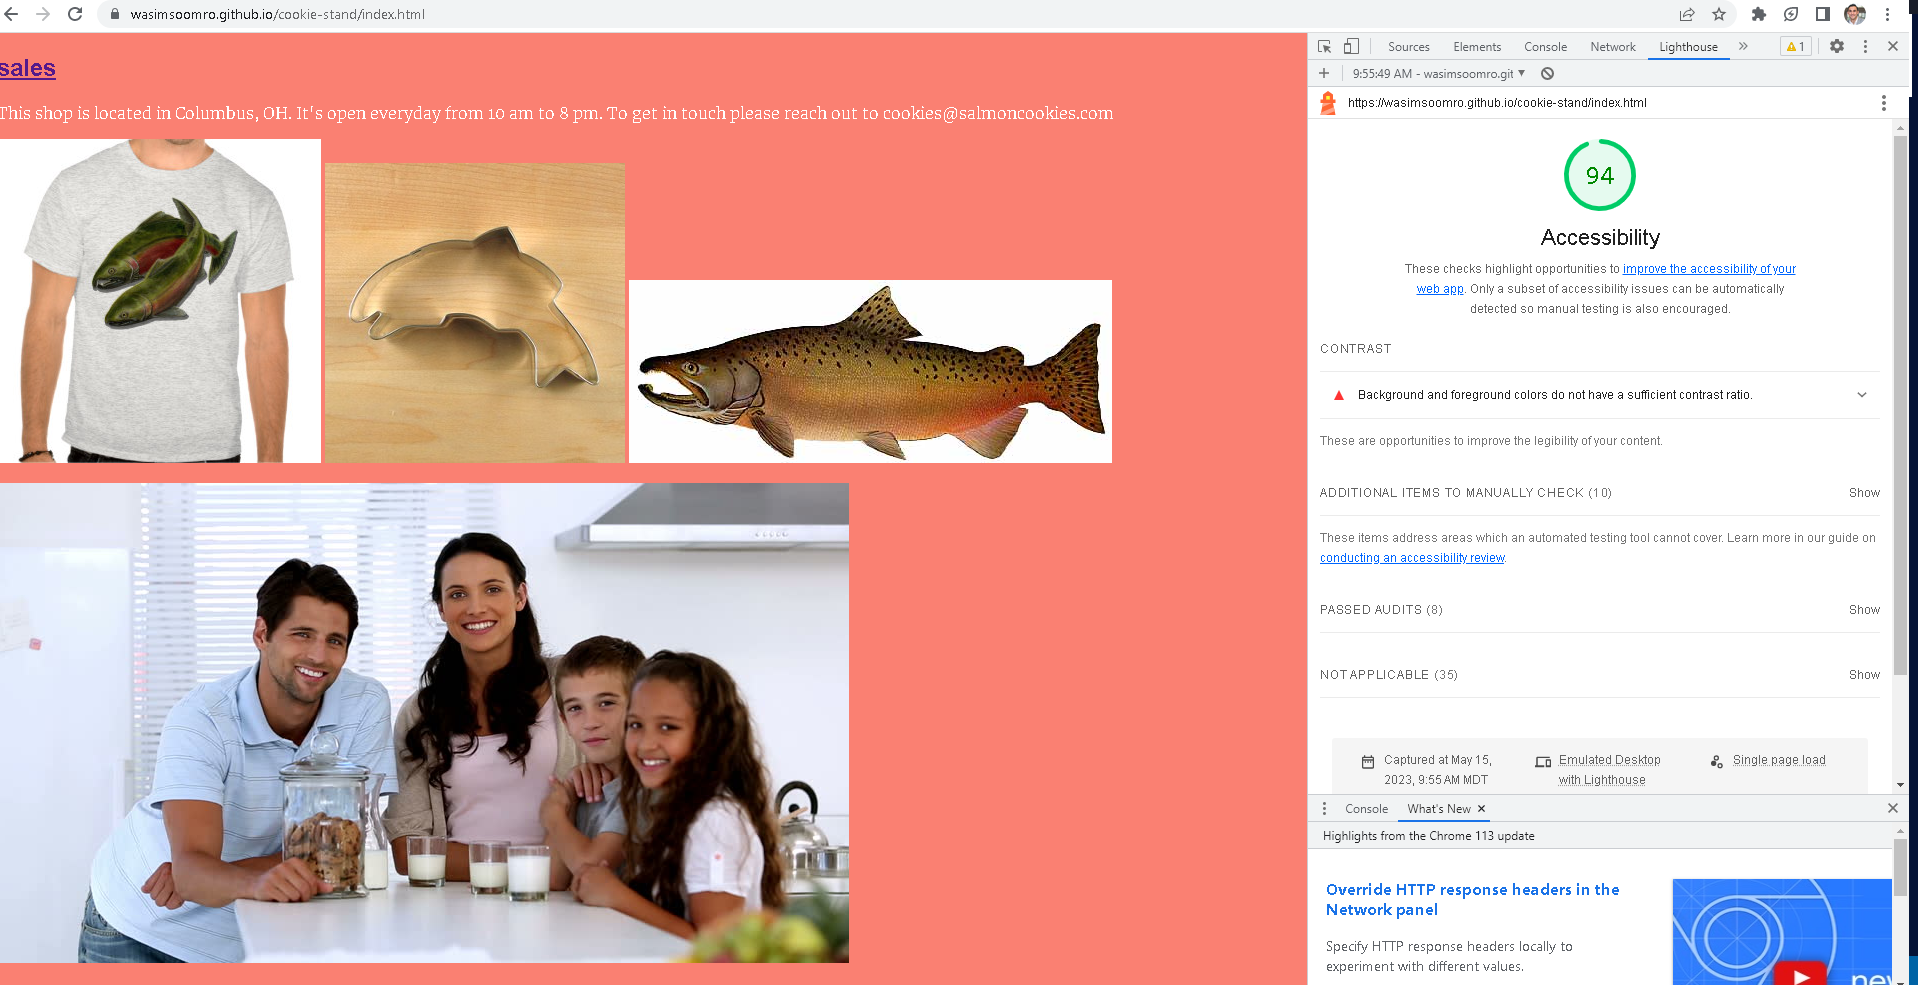 wasimsoomro.github.io/cookie-stand/index.html
sales
This shop is located in Columbus, OH. It's open everyday from 10 am to 8 pm. To get in touch please reach out to cookies@salmoncookies.com
Sources Elements Console Network Lighthouse » 1
9:55:49 AM - wasimsoomro.git
https://wasimsoomro.github.io/cookie-stand/index.html
94
Accessibility
These checks highlight opportunities to improve the accessibility of your
web app. Only a subset of accessibility issues can be automatically
detected so manual testing is also encouraged.
CONTRAST
Background and foreground colors do not have a sufficient contrast ratio.
These are opportunities to improve the legibility of your content.
ADDITIONAL ITEMS TO MANUALLY CHECK (10) Show
These items address areas which an automated testing tool cannot cover. Learn more in our guide on
conducting an accessibility review.
PASSED AUDITS (8) Show
NOT APPLICABLE (35) Show
Captured at May 15,
2023, 9:55 AM MDT
Emulated Desktop
with Lighthouse
Single page load
Console What's New
Highlights from the Chrome 113 update
Override HTTP response headers in the
Network panel
Specify HTTP response headers locally to
experiment with different values.
new